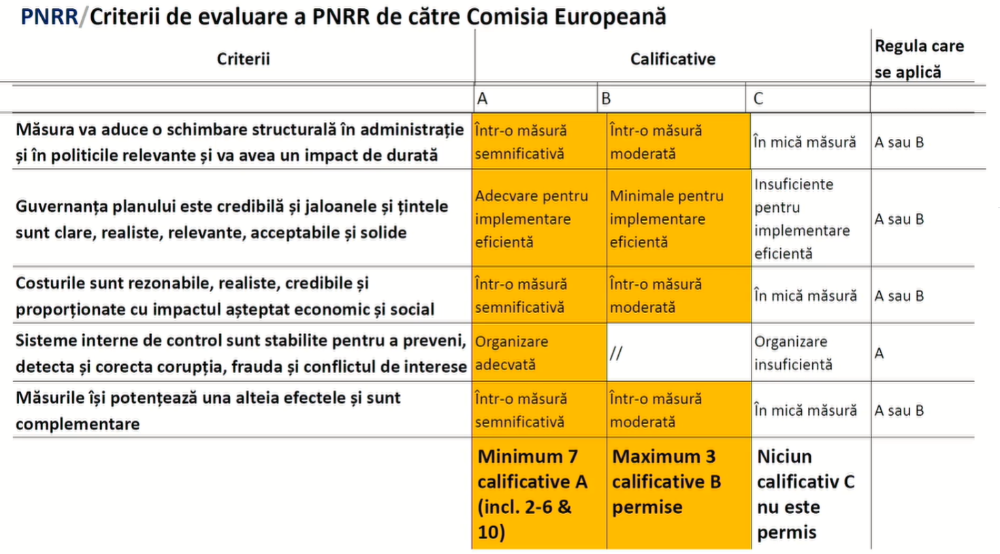 PNRR/Criterii de evaluare a PNRR de către Comisia Europeană
Criterii
Calificative
Regula care
se aplică
A
B
C
Măsura va aduce o schimbare structurală în administrație
și în politicile relevante și va avea un impact de durată
Într-o măsură
semnificativă
Într-o măsură
moderată
În mică măsură
A sau B
Guvernanța planului este credibilă și jaloanele și țintele
sunt clare, realiste, relevante, acceptabile și solide
Adecvare pentru
implementare
eficientă
Minimale pentru
implementare
eficientă
Insuficiente
pentru
implementare
eficientă
A sau B
Costurile sunt rezonabile, realiste, credibile și
proporționate cu impactul așteptat economic și social
Într-o măsură
semnificativă
Într-o măsură
moderată
În mică măsură
A sau B
Sisteme interne de control sunt stabilite pentru a preveni,
detecta și corecta corupția, frauda și conflictul de interese
Organizare
adecvată
//
Organizare
insuficientă
A
Măsurile își potențează una alteia efectele și sunt
complementare
Într-o măsură
semnificativă
Într-o măsură
moderată
În mică măsură
A sau B
Minimum 7
calificative A
(incl. 2-6 &
10)
Maximum 3
calificative B
permise
Niciun
calificativ C
nu este
permis